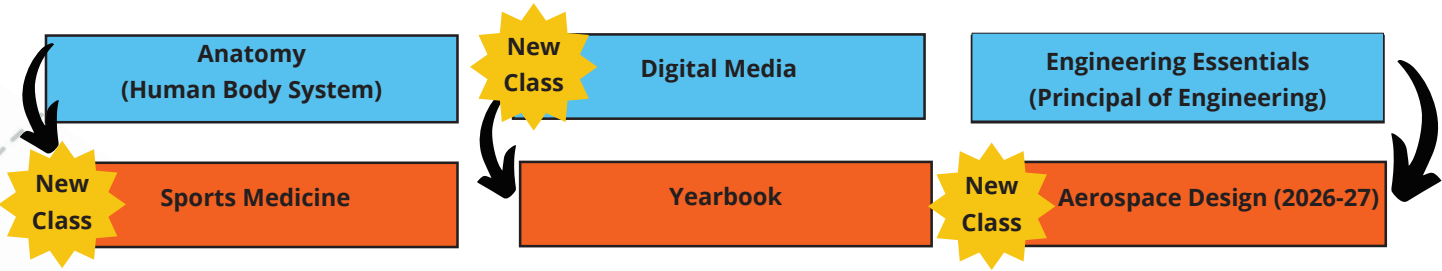 Anatomy
(Human Body System)
New
Class
Digital Media
Engineering Essentials
(Principal of Engineering)
New
Class
Sports Medicine
Yearbook
New
Class
Aerospace Design (2026-27)